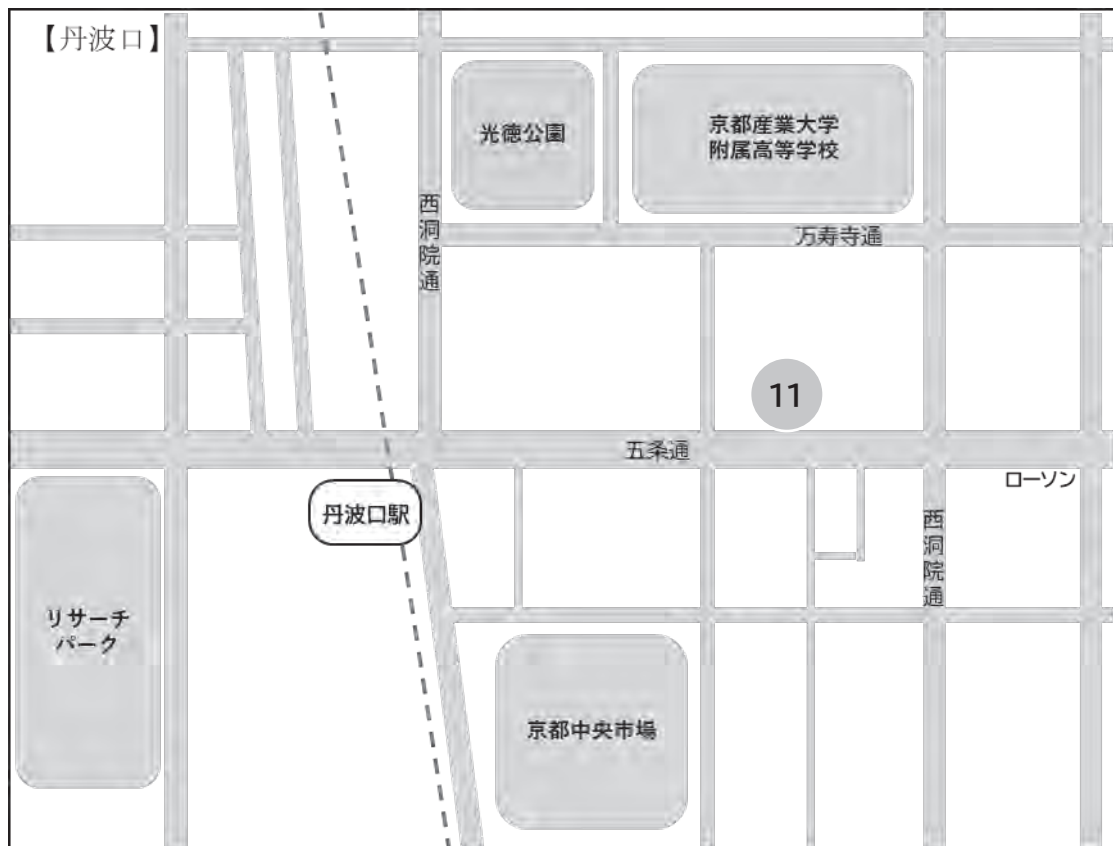 【丹波口】
光徳公園
京都産業大学
附属高等学校
西洞院通
万寿寺通
11
五条通
ローソン
丹波口駅
西洞院通
リサーチ
パーク
京都中央市場